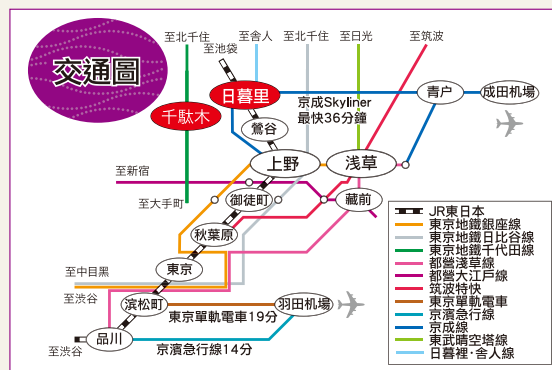 交通圖
至北千住
至舎人
至北千住
至日光
至筑波
至池袋
日暮里
千駄木
京成Skyliner
最快36分鐘
青户
成田机场
鶯谷
上野
浅草
至新宿
御徒町
藏前
至大手町
秋葉原
東京
至中目黒
至渋谷
浜松町
羽田机场
東京單軌電車19分
品川
至渋谷
京濱急行線14分
JR東日本
東京地鐵銀座線
東京地鐵日比谷線
東京地鐵千代田線
都營淺草線
都營大江戸線
筑波特快
東京單軌電車
京濱急行線
京成線
東武晴空塔線
日暮裡·舎人線